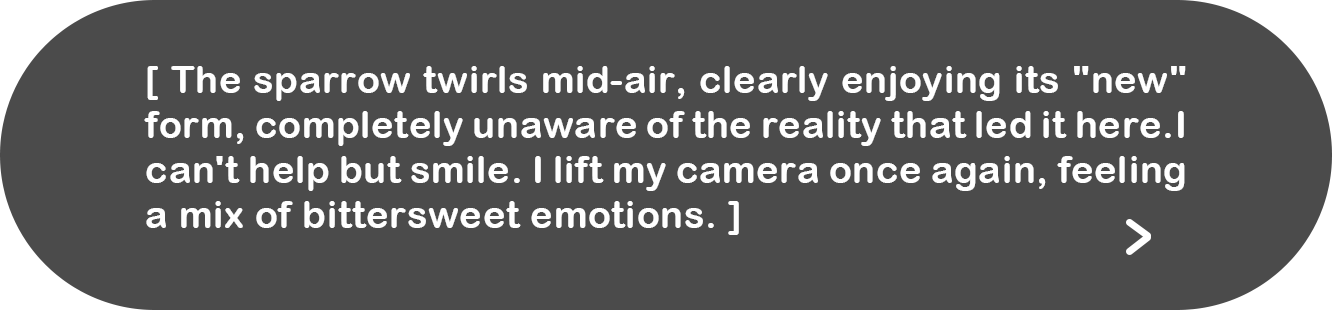 [ The sparrow twirls mid-air, clearly enjoying its "new"
form, completely unaware of the reality that led it here.I
can't help but smile. I lift my camera once again, feeling
a mix of bittersweet emotions. ]
>